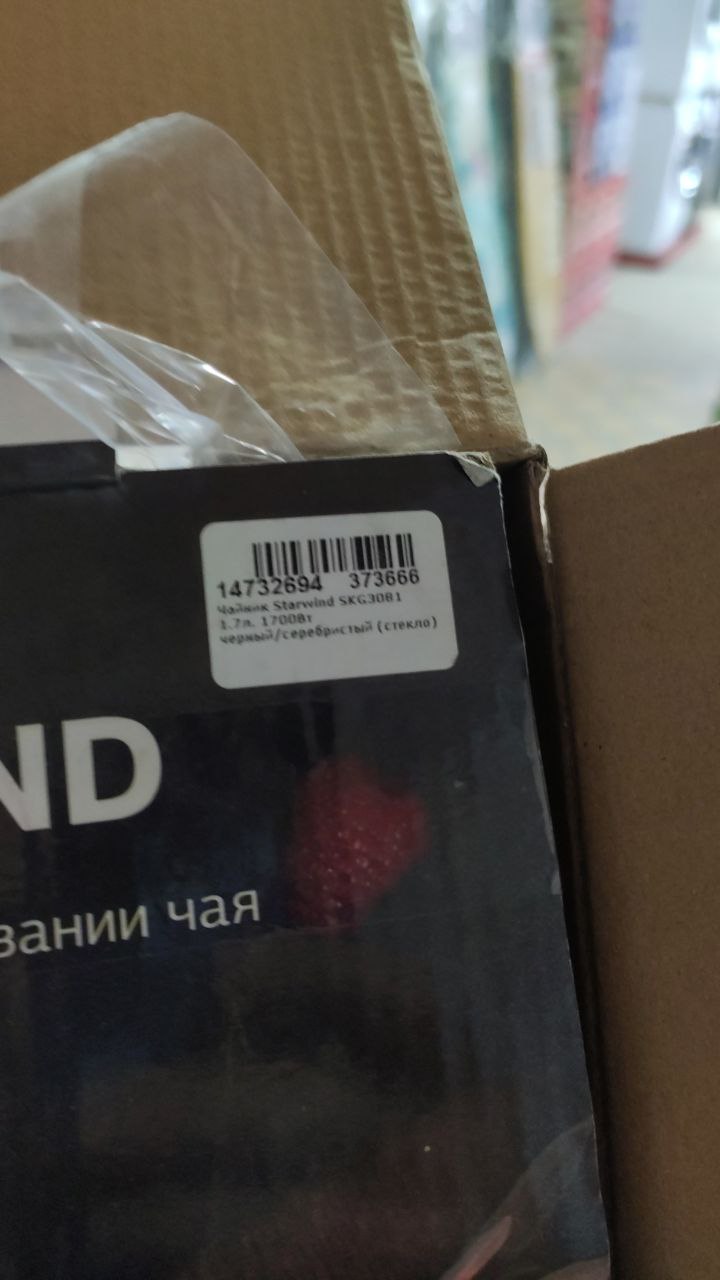 14732694 373666
Чайник Starwind SKG3081
1.7л. 1700Вт
черный/серебристый (стекло)
ND
вании чая